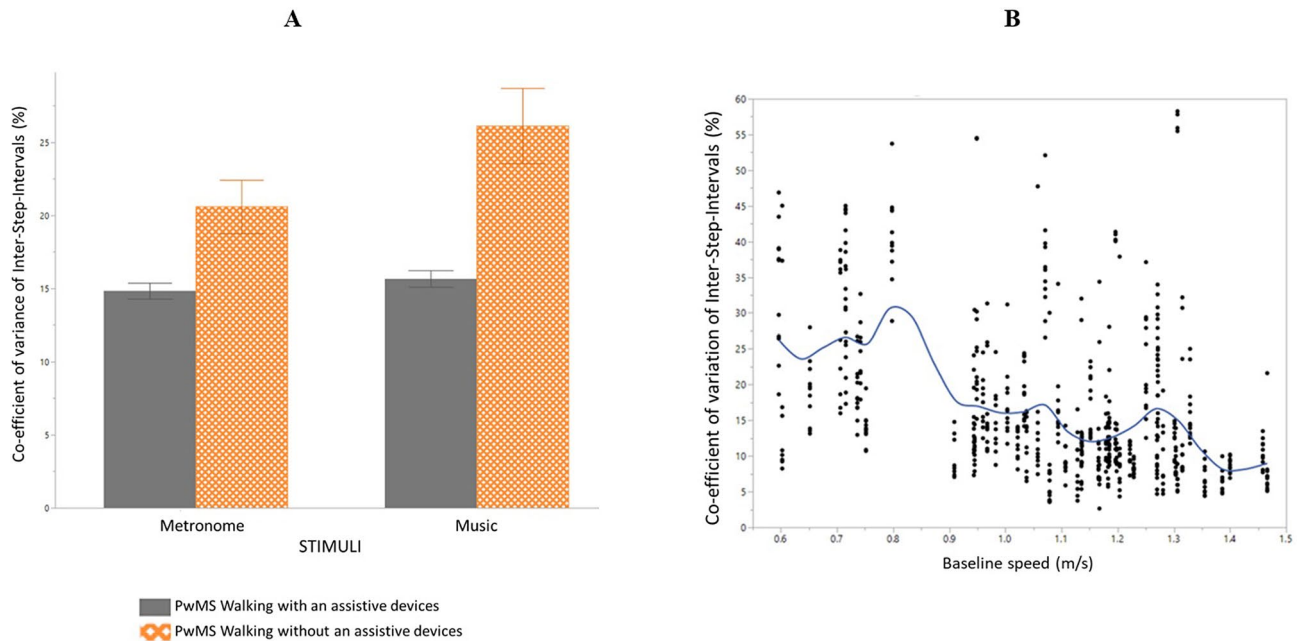 A
Co-efficient of variance of Inter-Step-Intervals (%)
25
20
15
10
5
0
Metronome
Music
STIMULI
PwMS Walking with an assistive devices
PwMS Walking without an assistive devices
B
Co-efficient of variation of Inter-Step-Intervals (%)
60
55
50
45
40
35
30
25
20
15
10
5
0
0.6 0.7 0.8 0.9 1.0 1.1 1.2 1.3 1.4 1.5
Baseline speed (m/s)